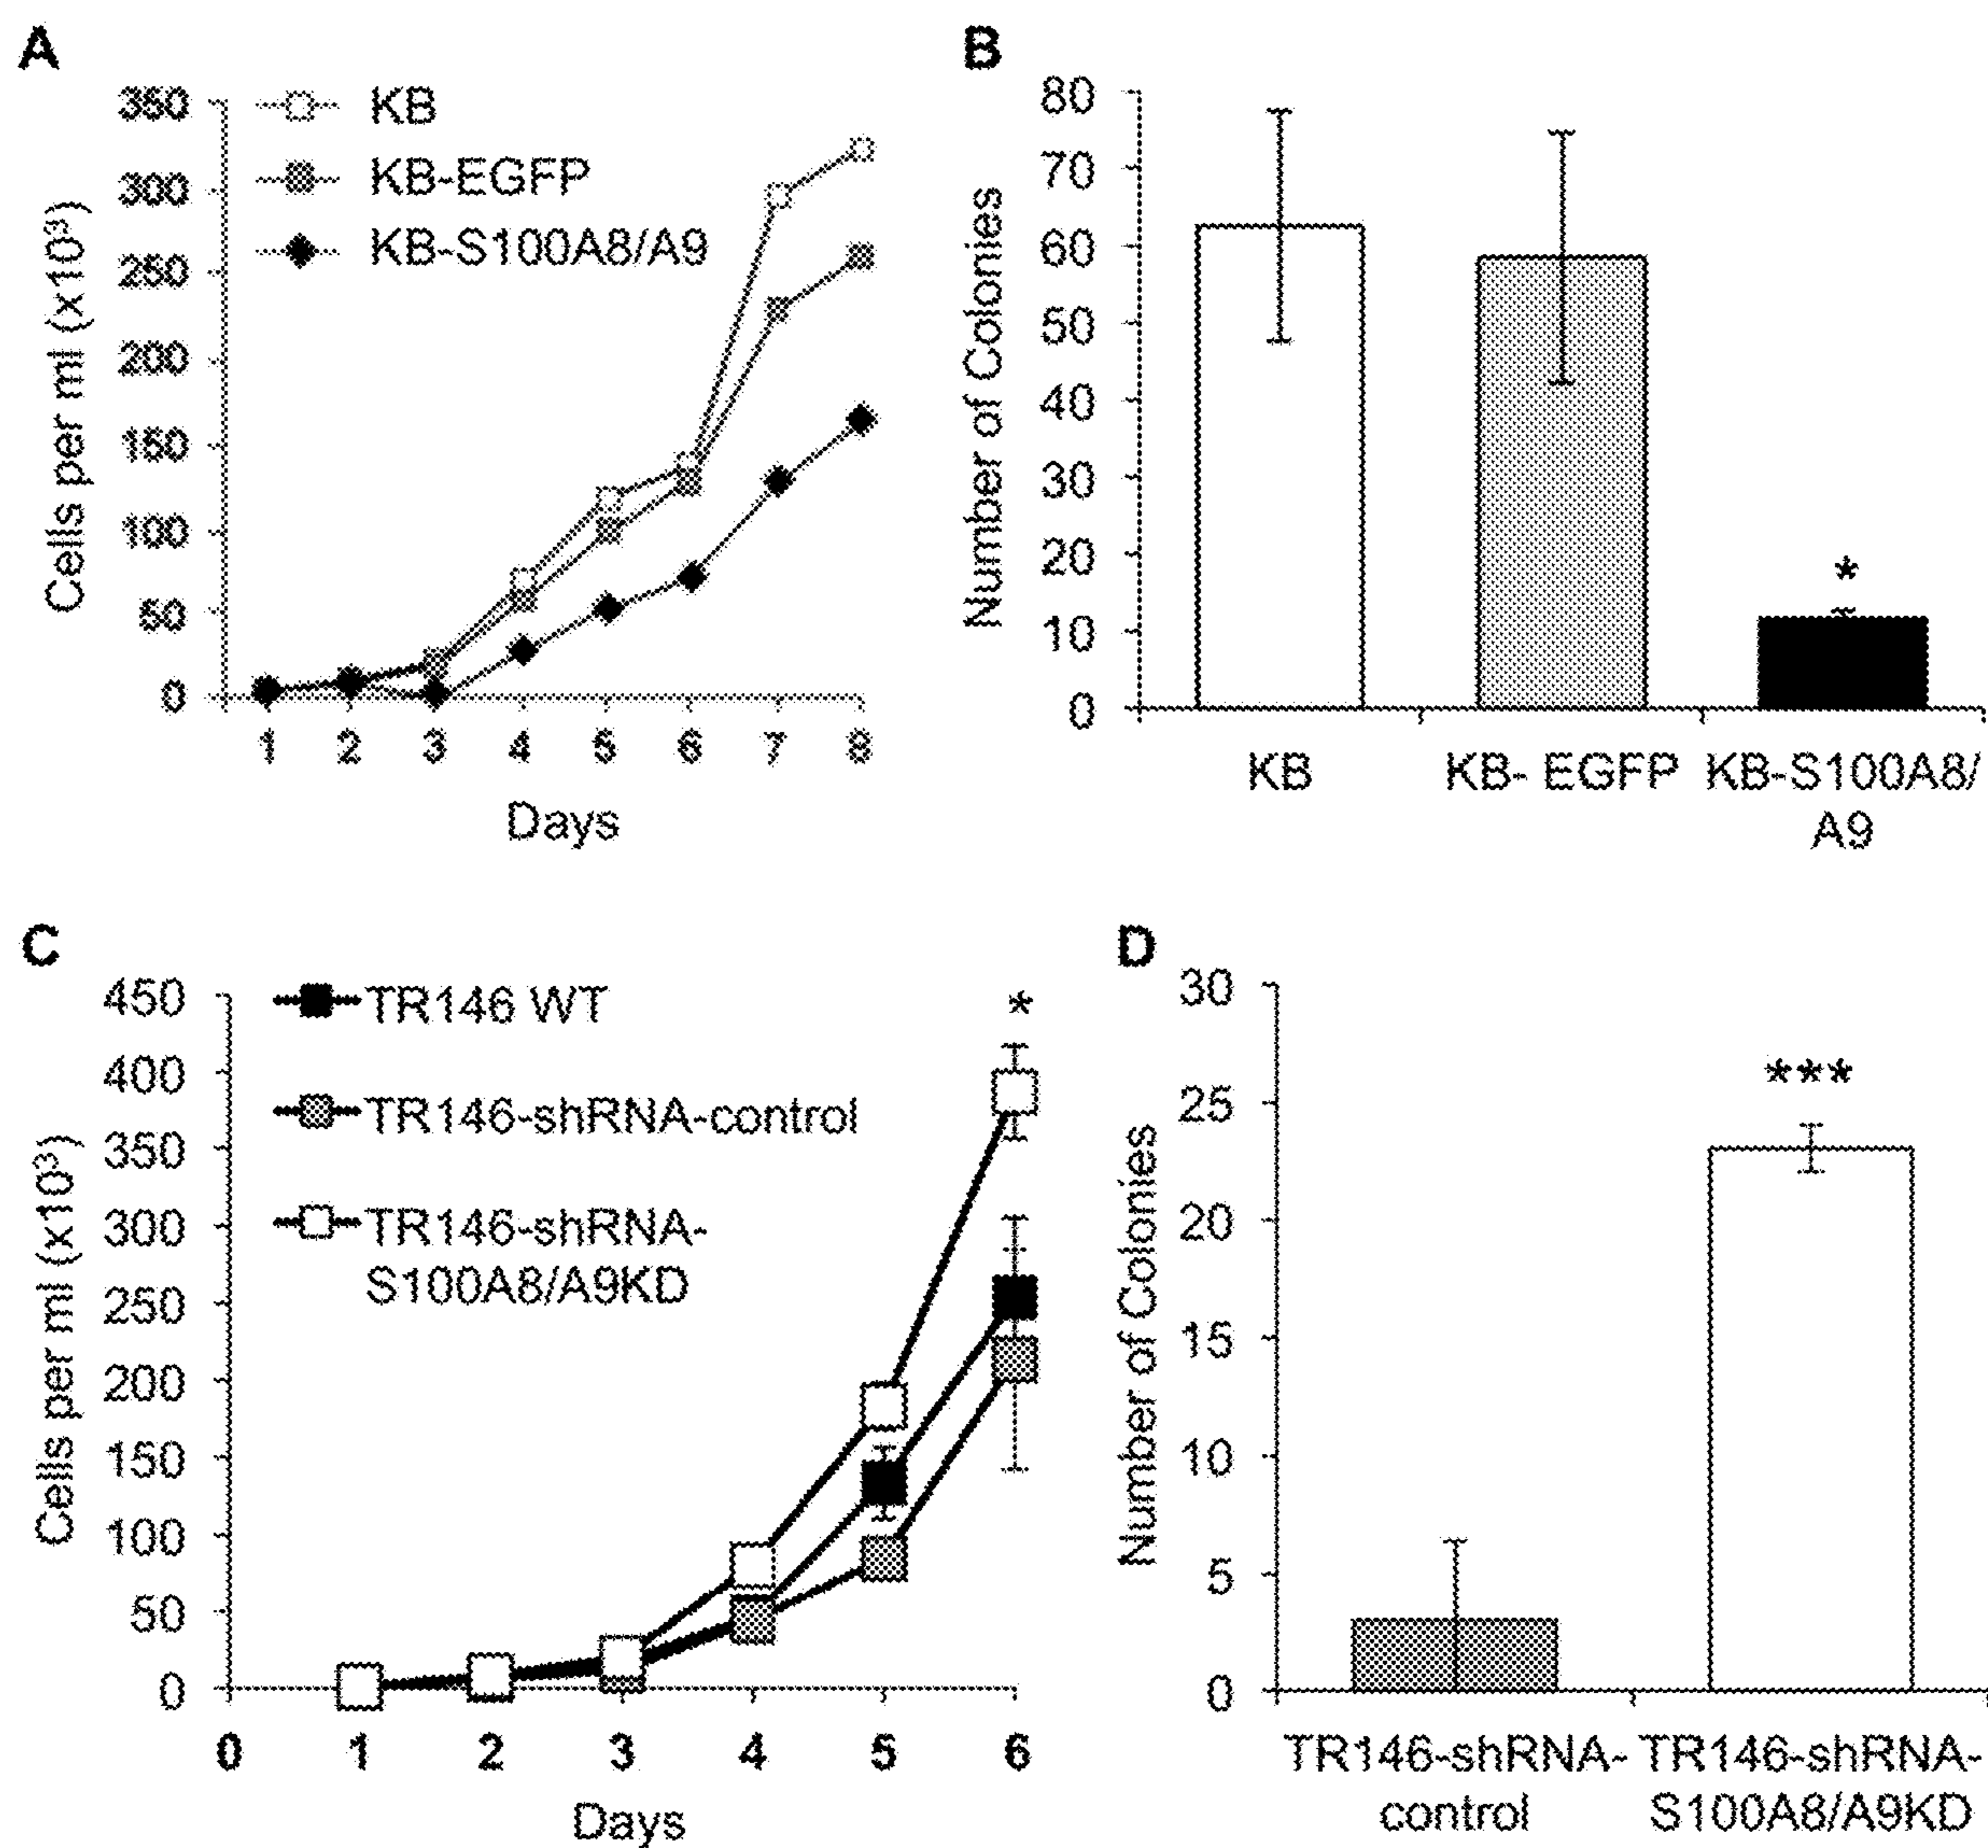 A
350
300
250
200
150
100
50
0
Cells per ml (x10³)
KB
KB-EGFP
KB-S100A8/A9
1 2 3 4 5 6 7 8
Days
B
80
70
60
50
40
30
20
10
0
Number of Colonies
*
KB KB- EGFP KB-S100A8/
A9
C
450
400
350
300
250
200
150
100
50
0
Cells per ml (x10³)
TR146 WT
TR146-shRNA-control
TR146-shRNA-
S100A8/A9KD
*
0 1 2 3 4 5 6
Days
D
30
25
20
15
10
5
0
Number of Colonies
***
TR146-shRNA- TR146-shRNA-
control S100A8/A9KD